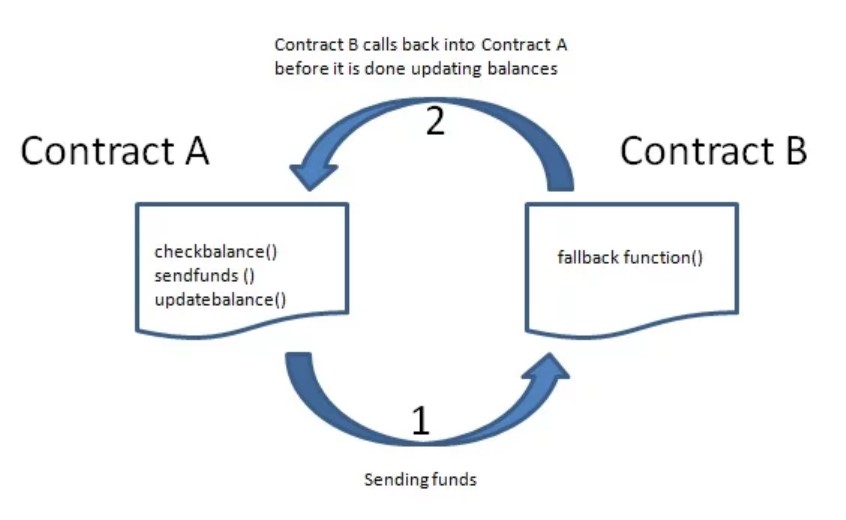 Contract B calls back into Contract A
before it is done updating balances
2
Contract A
Contract B
checkbalance()
sendfunds ()
updatebalance()
fallback function()
1
Sending funds